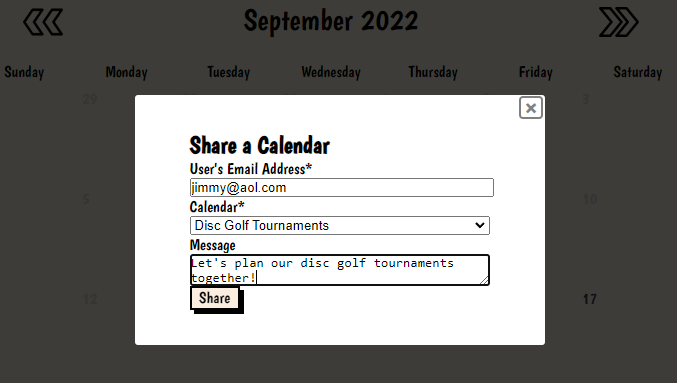 September 2022
Sunday Monday Tuesday Wednesday Thursday Friday Saturday
29 3
Share a Calendar
User's Email Address*
jimmy@aol.com
5 10
Calendar*
Disc Golf Tournaments
Message
Let's plan our disc golf tournaments
together!
12 Share 17